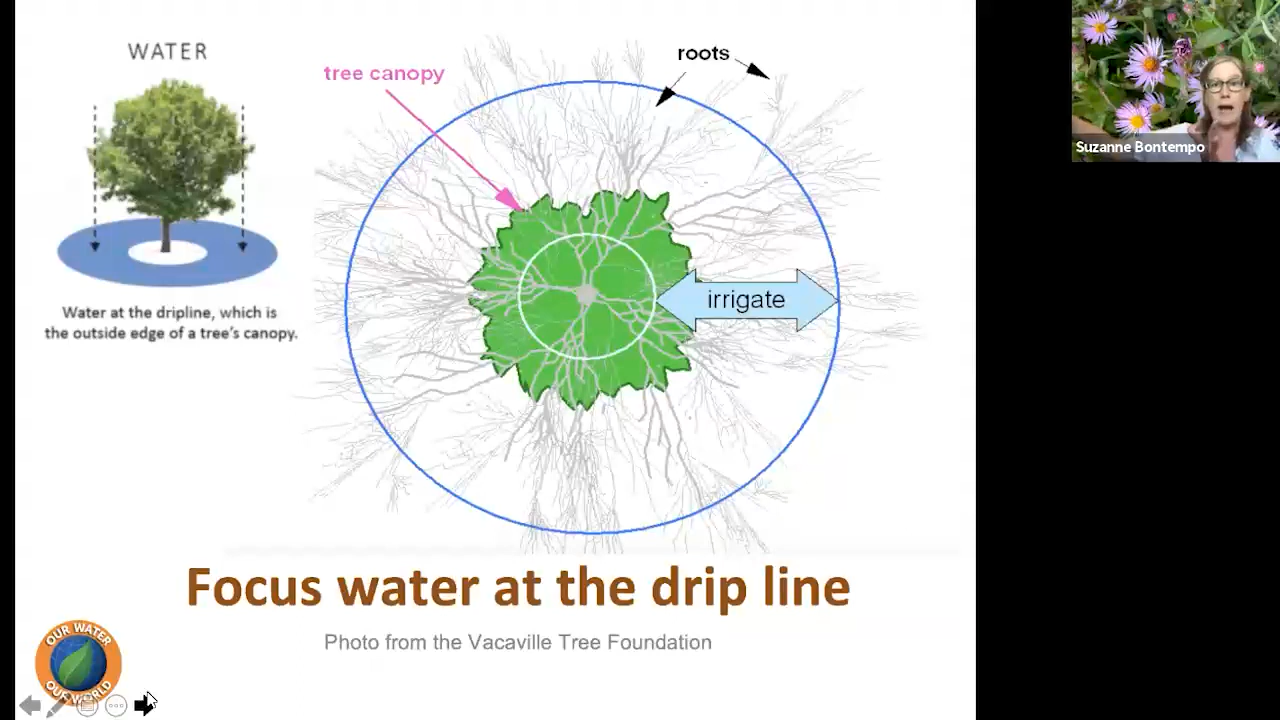 WATER
Water at the dripline, which is
the outside edge of a tree's canopy.
tree canopy
roots
irrigate
Focus water at the drip line
Photo from the Vacaville Tree Foundation
OUR WATER
OUR WORLD
Suzanne Bontempo